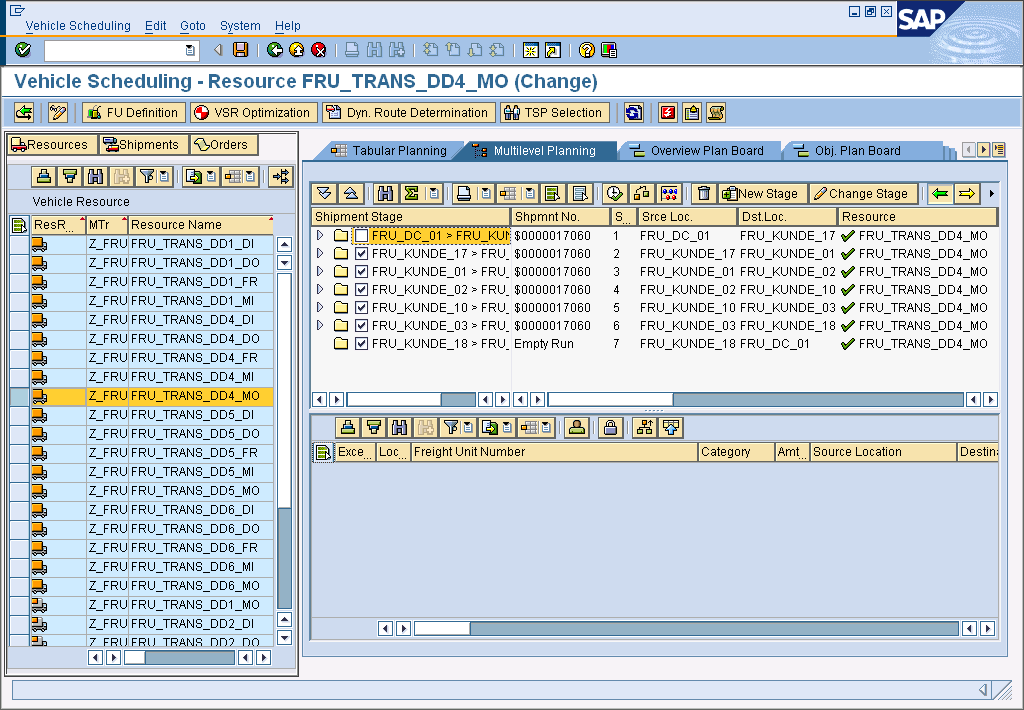 Vehicle Scheduling Edit Goto System Help
SAP
Vehicle Scheduling - Resource FRU_TRANS_DD4_MO (Change)
FU Definition VSR Optimization Dyn. Route Determination TSP Selection
Resources Shipments Orders
Vehicle Resource
ResR... MTr Resource Name
Z_FRU FRU_TRANS_DD1_DI
Z_FRU FRU_TRANS_DD1_DO
Z_FRU FRU_TRANS_DD1_FR
Z_FRU FRU_TRANS_DD1_MI
Z_FRU FRU_TRANS_DD4_DI
Z_FRU FRU_TRANS_DD4_DO
Z_FRU FRU_TRANS_DD4_FR
Z_FRU FRU_TRANS_DD4_MI
Z_FRU FRU_TRANS_DD4_MO
Z_FRU FRU_TRANS_DD5_DI
Z_FRU FRU_TRANS_DD5_DO
Z_FRU FRU_TRANS_DD5_FR
Z_FRU FRU_TRANS_DD5_MI
Z_FRU FRU_TRANS_DD5_MO
Z_FRU FRU_TRANS_DD6_DI
Z_FRU FRU_TRANS_DD6_DO
Z_FRU FRU_TRANS_DD6_FR
Z_FRU FRU_TRANS_DD6_MI
Z_FRU FRU_TRANS_DD6_MO
Z_FRU FRU_TRANS_DD1_MO
Z_FRU FRU_TRANS_DD2_DI
Z_FRU FRU_TRANS_DD2_DO
Tabular Planning Multilevel Planning Overview Plan Board Obj. Plan Board
New Stage Change Stage
Shipment Stage Shpmnt No. S... Srce Loc. Dst.Loc. Resource
FRU_DC_01 > FRU_KUN $0000017060 1 FRU_DC_01 FRU_KUNDE_17 FRU_TRANS_DD4_MO
FRU_KUNDE_17 > FRU_ $0000017060 2 FRU_KUNDE_17 FRU_KUNDE_01 FRU_TRANS_DD4_MO
FRU_KUNDE_01 > FRU_ $0000017060 3 FRU_KUNDE_01 FRU_KUNDE_02 FRU_TRANS_DD4_MO
FRU_KUNDE_02 > FRU_ $0000017060 4 FRU_KUNDE_02 FRU_KUNDE_10 FRU_TRANS_DD4_MO
FRU_KUNDE_10 > FRU_ $0000017060 5 FRU_KUNDE_10 FRU_KUNDE_03 FRU_TRANS_DD4_MO
FRU_KUNDE_03 > FRU_ $0000017060 6 FRU_KUNDE_03 FRU_KUNDE_18 FRU_TRANS_DD4_MO
FRU_KUNDE_18 > FRU_ Empty Run 7 FRU_KUNDE_18 FRU_DC_01 FRU_TRANS_DD4_MO
Exce... Loc... Freight Unit Number Category Amt... Source Location Destina